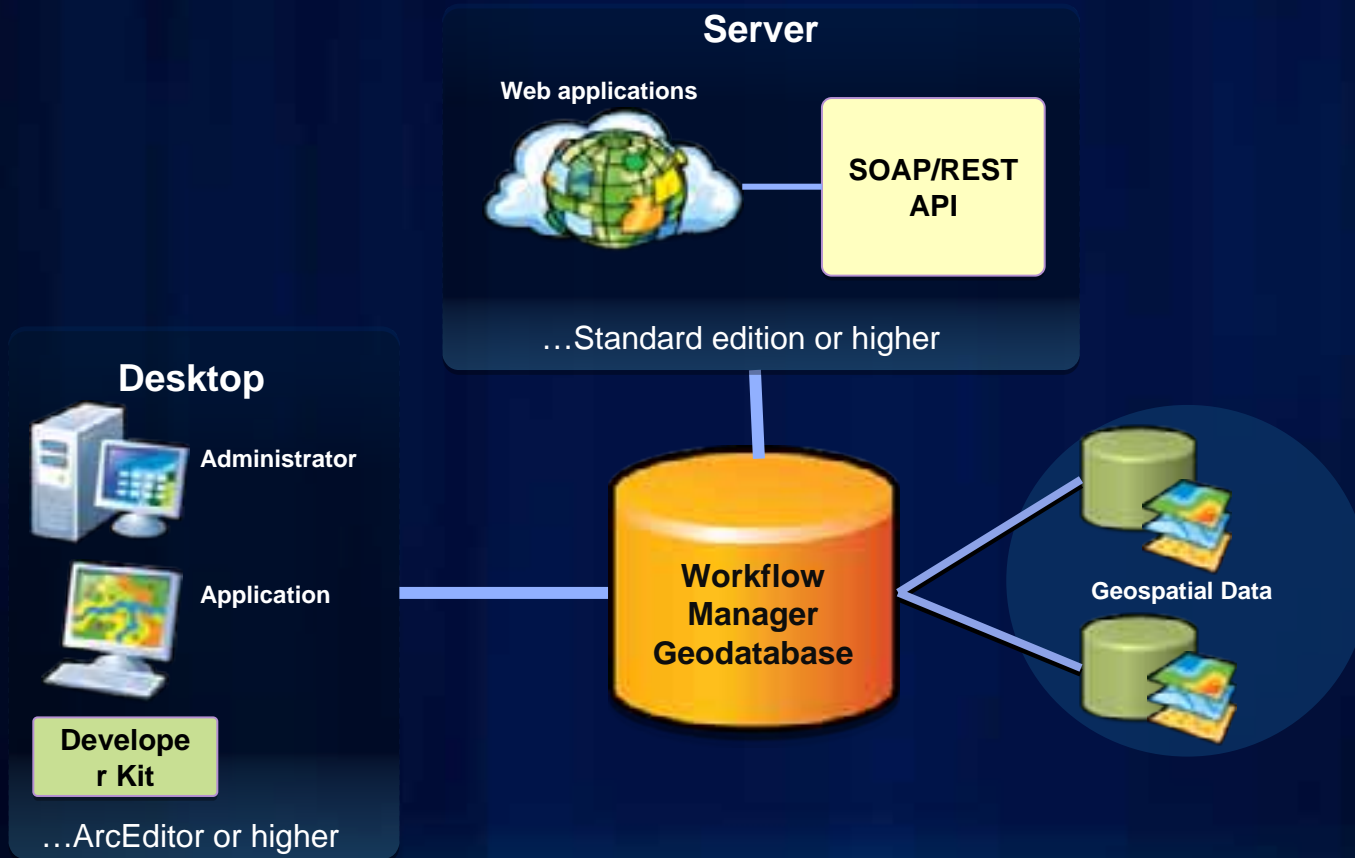 Server
Web applications
SOAP/REST
API
…Standard edition or higher
Desktop
Administrator
Application
Develope
r Kit
…ArcEditor or higher
Workflow
Manager
Geodatabase
Geospatial Data